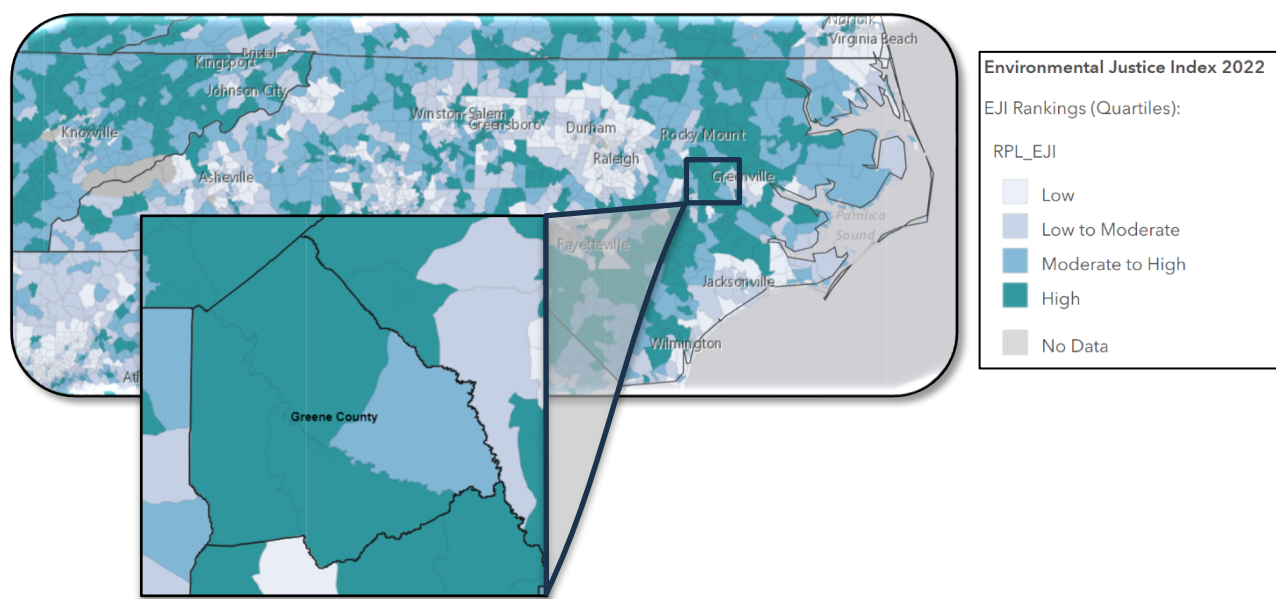 Norfolk
Virginia Beach
Bristol
Kingsport
Johnson City
Winston-Salem
Greensboro
Durham
Knoxville
Rocky Mount
Raleigh
Asheville
Greenville
Pamlico
Sound
Fayetteville
Jacksonville
Wilmington
Greene County
Environmental Justice Index 2022
EJI Rankings (Quartiles):
RPL_EJI
Low
Low to Moderate
Moderate to High
High
No Data